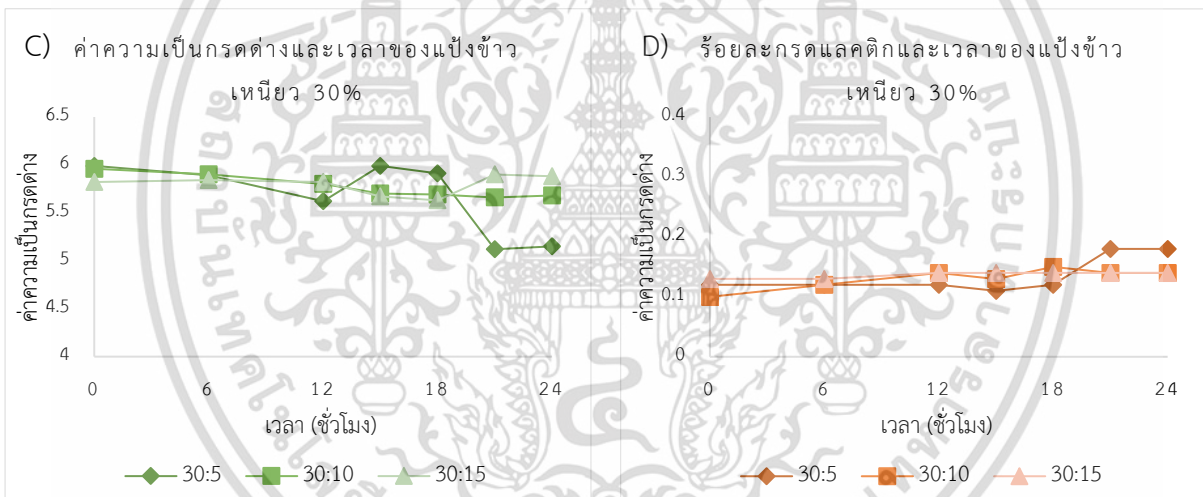 C) ค่าความเป็นกรดด่างและเวลาของแป้งข้าว
เหนียว 30%
ค่าความเป็นกรดด่าง
6.5
6
5.5
5
4.5
4
0 6 12 18 24
เวลา (ชั่วโมง)
30:5 30:10 30:15
D) ร้อยละกรดแลคติกและเวลาของแป้งข้าว
เหนียว 30%
ค่าความเป็นกรดด่าง
0.4
0.3
0.2
0.1
0
0 6 12 18 24
เวลา (ชั่วโมง)
30:5 30:10 30:15